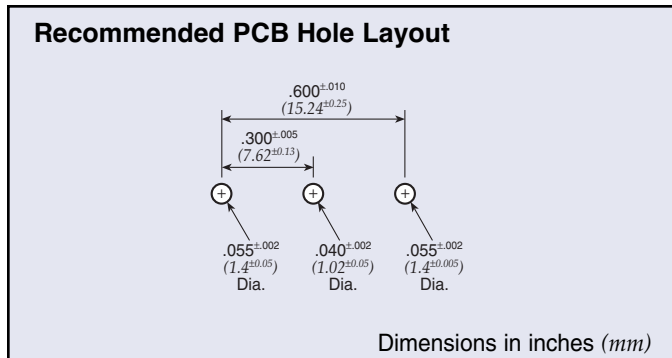 Recommended PCB Hole Layout
.600±.010
(15.24±0.25)
.300±.005
(7.62±0.13)
.055±.002 .040±.002 .055±.002
(1.4±0.05) (1.02±0.05) (1.4±0.005)
Dia. Dia. Dia.
Dimensions in inches (mm)